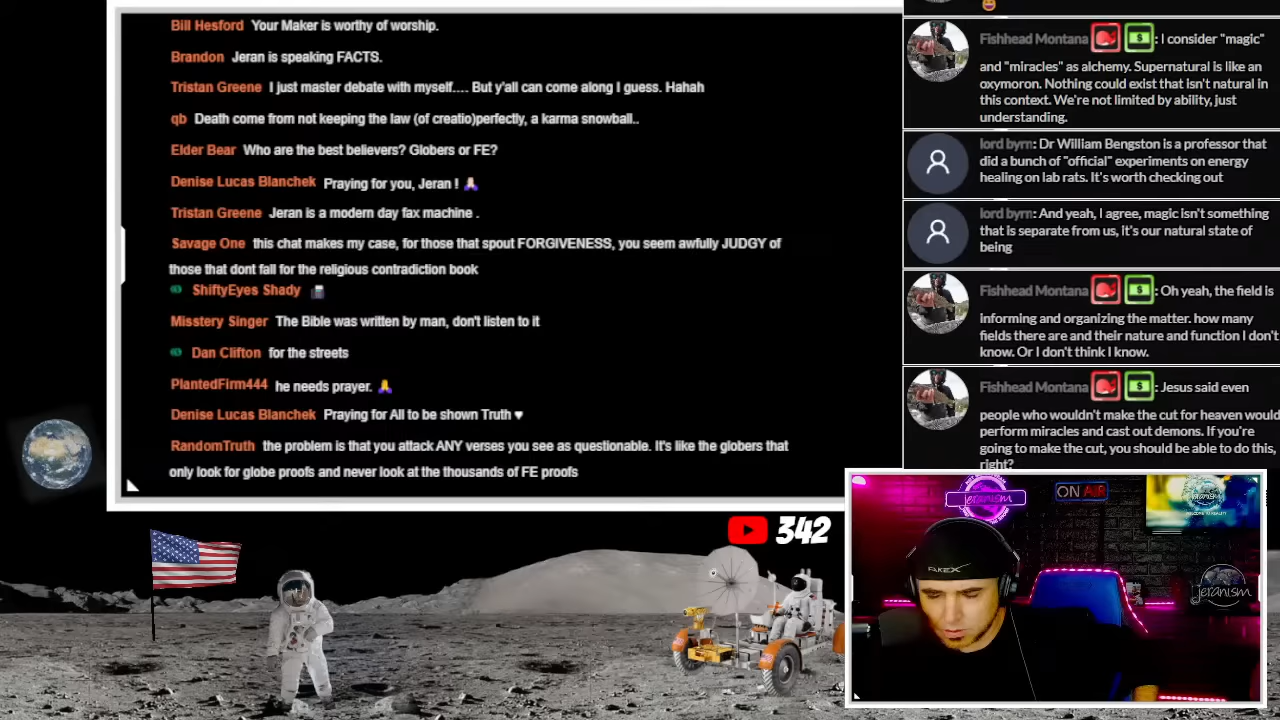 Bill Hesford Your Maker is worthy of worship.
Brandon Jeran is speaking FACTS.
Tristan Greene I just master debate with myself.... But y'all can come along I guess. Hahah
qb Death come from not keeping the law (of creatio)perfectly, a karma snowball..
Elder Bear Who are the best believers? Globers or FE?
Denise Lucas Blanchek Praying for you, Jeran ! 🙏🏻
Tristan Greene Jeran is a modern day fax machine .
Savage One this chat makes my case, for those that spout FORGIVENESS, you seem awfully JUDGY of
those that dont fall for the religious contradiction book
ShiftyEyes Shady 📠
Misstery Singer The Bible was written by man, don't listen to it
Dan Clifton for the streets
PlantedFirm444 he needs prayer. 🙏
Denise Lucas Blanchek Praying for All to be shown Truth ♥
RandomTruth the problem is that you attack ANY verses you see as questionable. It's like the globers that
only look for globe proofs and never look at the thousands of FE proofs
Fishhead Montana $ : I consider "magic"
and "miracles" as alchemy. Supernatural is like an
oxymoron. Nothing could exist that isn't natural in
this context. We're not limited by ability, just
understanding.
lord byrn: Dr William Bengston is a professor that
did a bunch of "official" experiments on energy
healing on lab rats. It's worth checking out
lord byrn: And yeah, I agree, magic isn't something
that is separate from us, it's our natural state of
being
Fishhead Montana $ : Oh yeah, the field is
informing and organizing the matter. how many
fields there are and their nature and function I don't
know. Or I don't think I know.
Fishhead Montana $ : Jesus said even
people who wouldn't make the cut for heaven would
perform miracles and cast out demons. If you're
going to make the cut, you should be able to do this,
right?
342
jeranism
ON AIR
FAKEX
jeranism